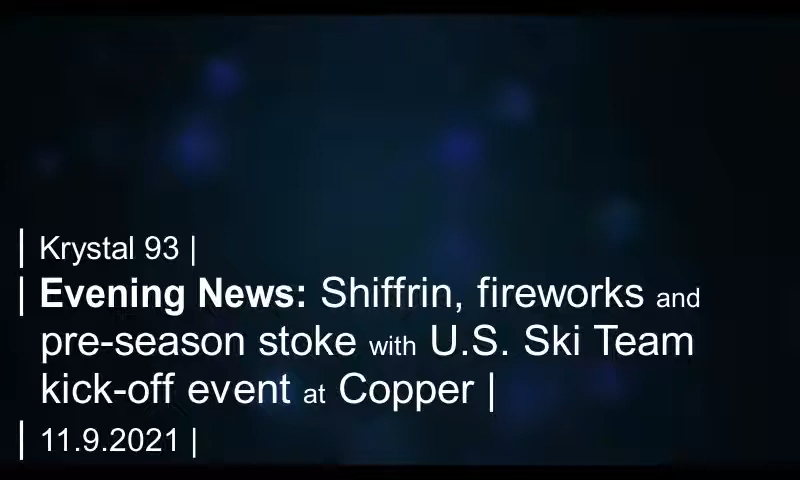 | Krystal 93 |
| Evening News: Shiffrin, fireworks and
pre-season stoke with U.S. Ski Team
kick-off event at Copper |
| 11.9.2021 |